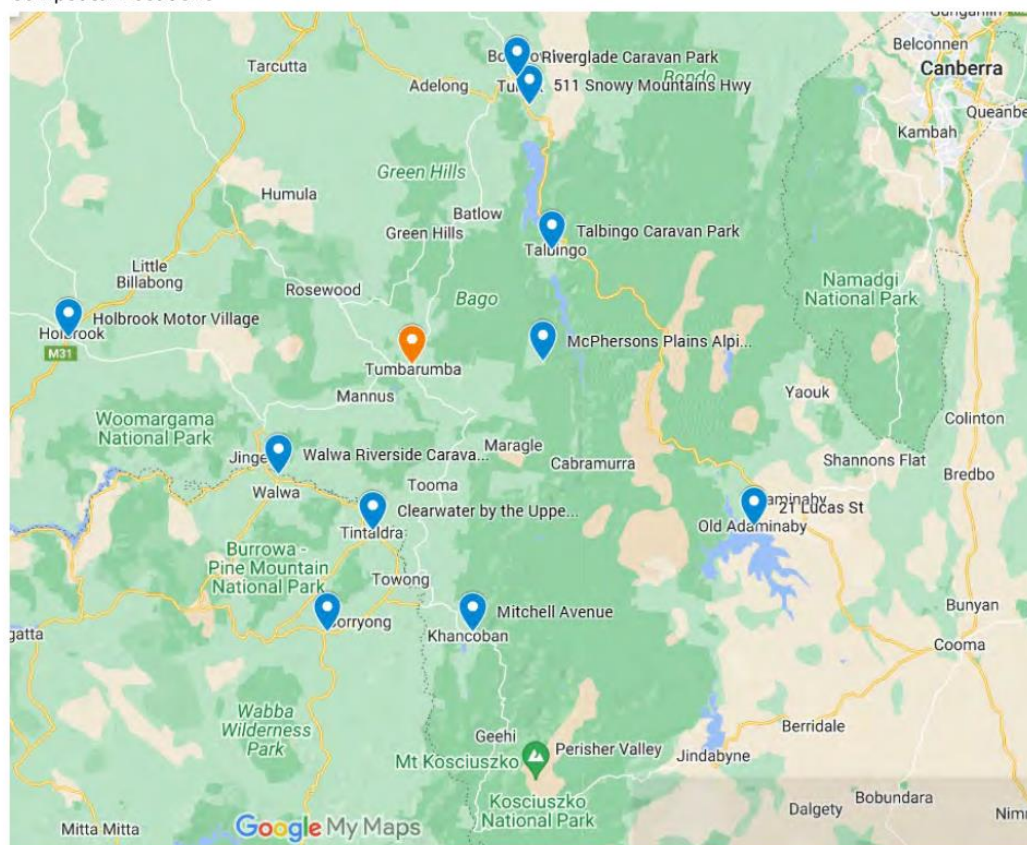 Tarcutta
Riverglade Caravan Park
Adelong
511 Snowy Mountains Hwy
Bondo
Belconnen
Canberra
Kambah
Green Hills
Humula
Batlow
Green Hills
Talbingo Caravan Park
Talbingo
Little
Billabong
Rosewood
Bago
Namadgi
National Park
Holbrook Motor Village
Holbrook
M31
McPhersons Plains Alpi...
Tumbarumba
Mannus
Yaouk
Woomargama
National Park
Colinton
Maragle
Cabramurra
Shannons Flat
Bredbo
Walwa Riverside Carava...
Walwa
Tooma
Clearwater by the Uppe...
Tintaldra
21 Lucas St
Old Adaminaby
Burrowa -
Pine Mountain
National Park
Towong
Mitchell Avenue
Khancoban
Bunyan
Cooma
Wabba
Wilderness
Park
Geehi
Mt Kosciuszko
Perisher Valley
Berridale
Jindabyne
Kosciuszko
National Park
Dalgety
Bobundara
Mitta Mitta
Google My Maps